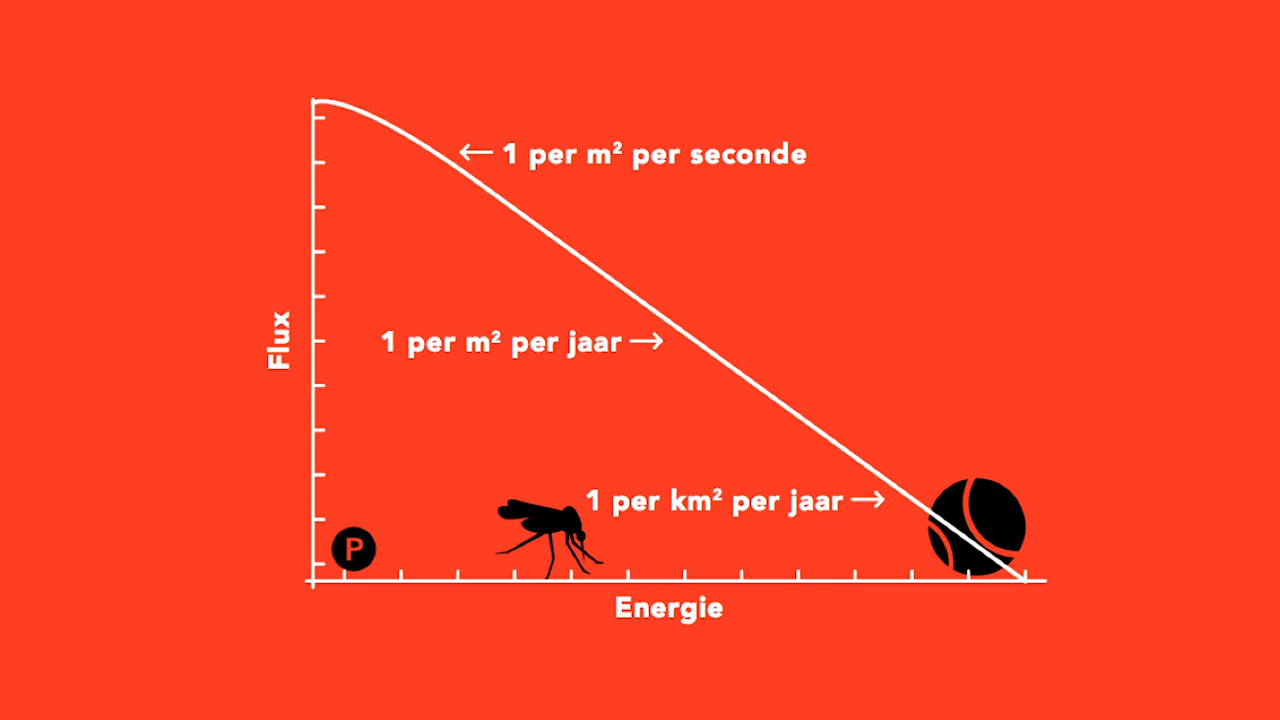 1 per m² per seconde
Flux
1 per m² per jaar
1 per km² per jaar
P
Energie